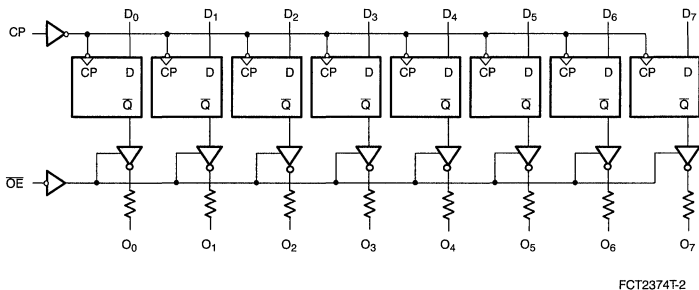 D0 D1 D2 D3 D4 D5 D6 D7
CP
CP D CP D CP D CP D CP D CP D CP D CP D
Q̅ Q̅ Q̅ Q̅ Q̅ Q̅ Q̅ Q̅
O̅E̅
O0 O1 O2 O3 O4 O5 O6 O7
FCT2374T-2